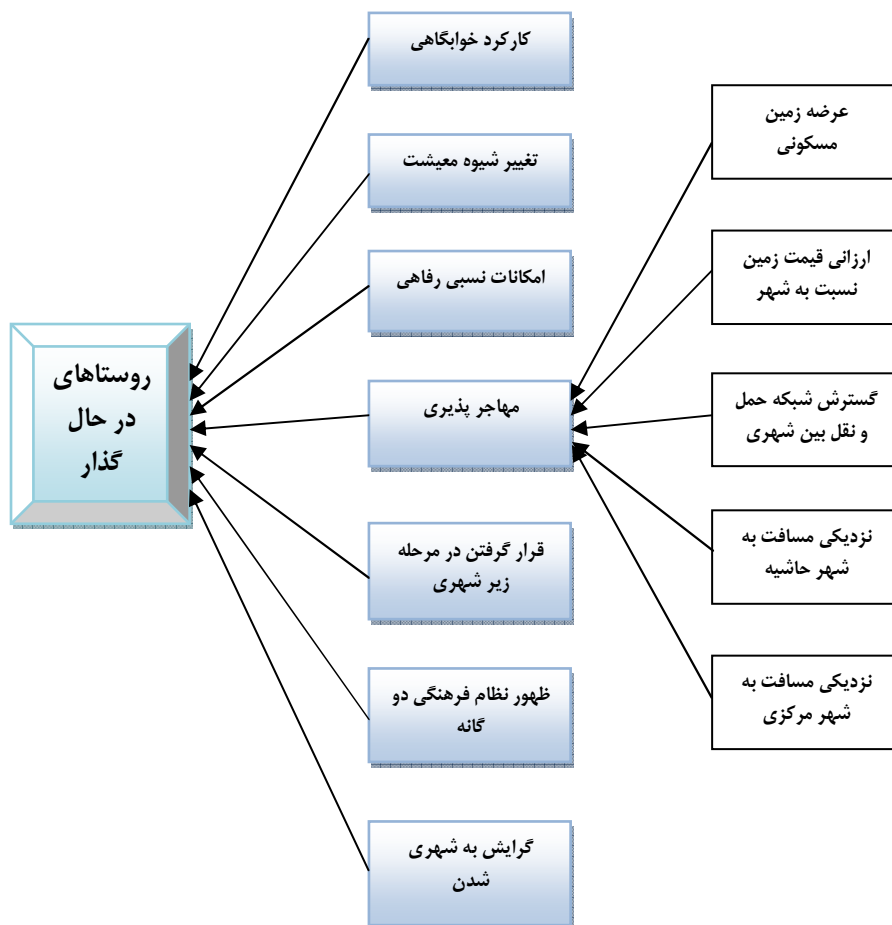 عرضه زمین
مسکونی
ارزانی قیمت زمین
نسبت به شهر
گسترش شبکه حمل
و نقل بین شهری
نزدیکی مسافت به
شهر حاشیه
نزدیکی مسافت به
شهر مرکزی
کارکرد خوابگاهی
تغییر شیوه معیشت
امکانات نسبی رفاهی
مهاجر پذیری
قرار گرفتن در مرحله
زیر شهری
ظهور نظام فرهنگی دو
گانه
گرایش به شهری
شدن
روستاهای
در حال
گذار